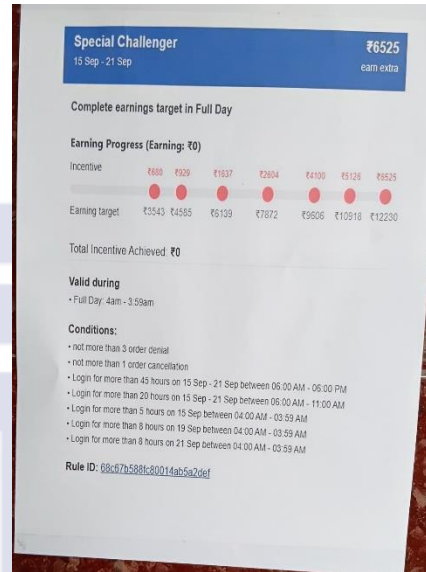 Special Challenger
₹6525
15 Sep - 21 Sep
earn extra
Complete earnings target in Full Day
Earning Progress (Earning: ₹0)
Incentive
₹600 ₹929 ₹1637 ₹2604 ₹4100 ₹5126 ₹6525
Earning target
₹3543 ₹4585 ₹6139 ₹7872 ₹9606 ₹10918 ₹12230
Total Incentive Achieved: ₹0
Valid during
• Full Day: 4am - 3:59am
Conditions:
• not more than 3 order denial
• not more than 1 order cancellation
• Login for more than 45 hours on 15 Sep - 21 Sep between 06:00 AM - 06:00 PM
• Login for more than 20 hours on 15 Sep - 21 Sep between 06:00 AM - 11:00 AM
• Login for more than 5 hours on 15 Sep between 04:00 AM - 03:59 AM
• Login for more than 8 hours on 19 Sep between 04:00 AM - 03:59 AM
• Login for more than 8 hours on 21 Sep between 04:00 AM - 03:59 AM
Rule ID: 68c67b588fc80014ab5a2def